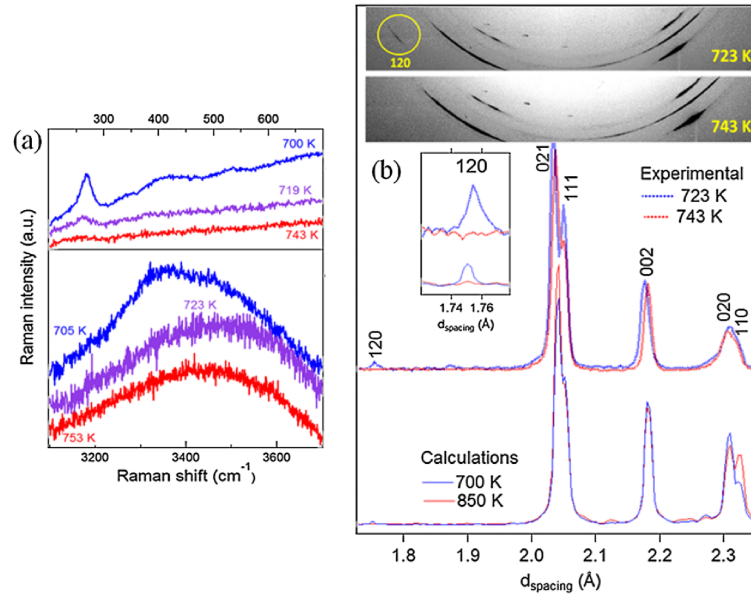 300 400 500 600
(a)
700 K
719 K
743 K
705 K
723 K
753 K
Raman intensity (a.u.)
3200 3400 3600
Raman shift (cm⁻¹)
120
723 K
743 K
(b)
120
1.74 1.76
d_spacing (Å)
021
111
Experimental
723 K
743 K
002
020
110
120
Calculations
700 K
850 K
1.8 1.9 2.0 2.1 2.2 2.3
d_spacing (Å)